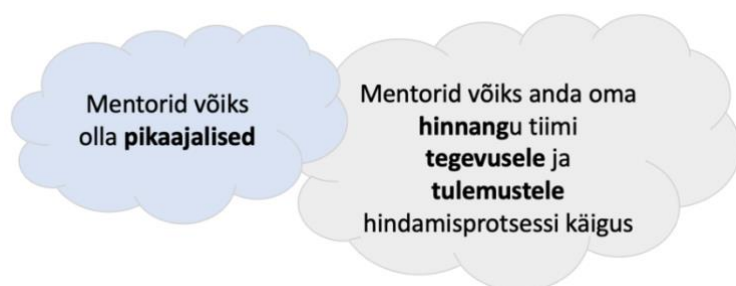 Mentorid võiks
olla pikaajalised
Mentorid võiks anda oma
hinnangu tiimi
tegevusele ja
tulemustele
hindamisprotsessi käigus